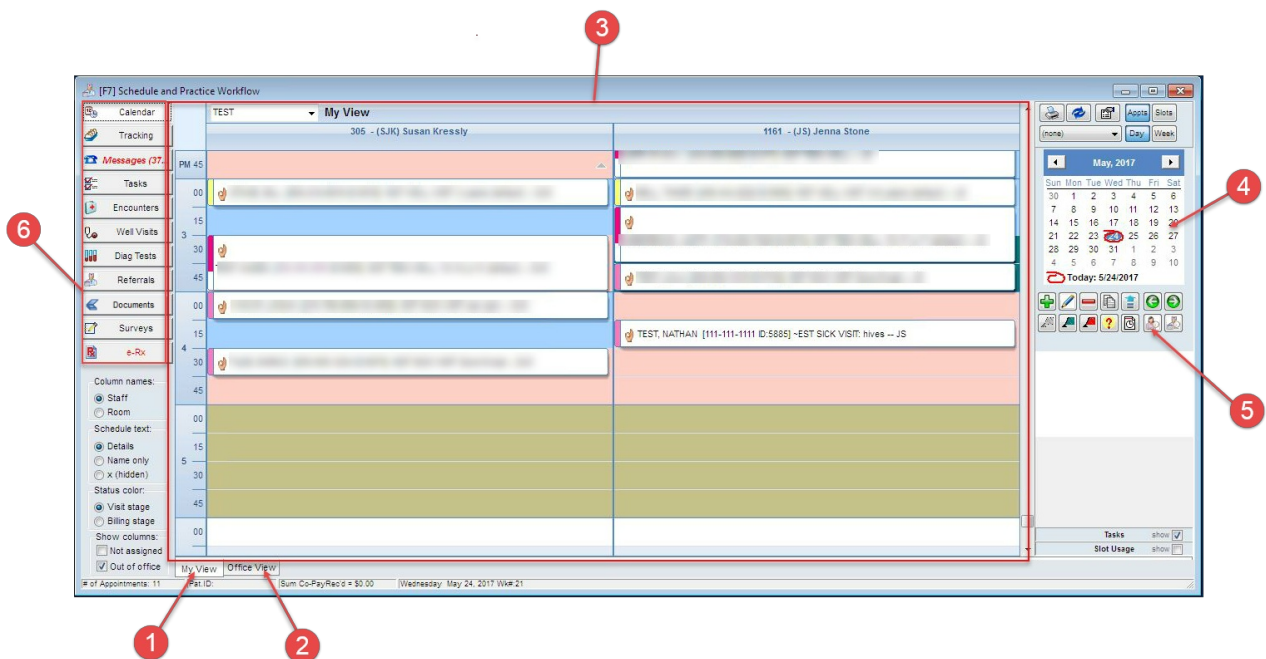 3
[F7] Schedule and Practice Workflow
Calendar
Tracking
Messages (37..
Tasks
Encounters
Well Visits
Diag Tests
Referrals
Documents
Surveys
e-Rx
6
Column names:
Staff
Room
Schedule text:
Details
Name only
x (hidden)
Status color:
Visit stage
Billing stage
Show columns:
Not assigned
Out of office
TEST My View
305 - (SJK) Susan Kressly 1161 - (JS) Jenna Stone
PM 45
00
15
3
30
45
00
15
TEST, NATHAN [111-111-1111 ID:5885] ~EST SICK VISIT: hives -- JS
4
30
45
00
15
5
30
45
00
Appts Slots
(none) Day Week
May, 2017
Sun Mon Tue Wed Thu Fri Sat
30 1 2 3 4 5 6
7 8 9 10 11 12 13
14 15 16 17 18 19 20
21 22 23 24 25 26 27
28 29 30 31 1 2 3
4 5 6 7 8 9 10
Today: 5/24/2017
4
5
Tasks show
Slot Usage show
My View Office View
# of Appointments: 11 Pat.ID: Sum Co-PayRec'd = $0.00 Wednesday May 24, 2017 Wk# 21
1
2